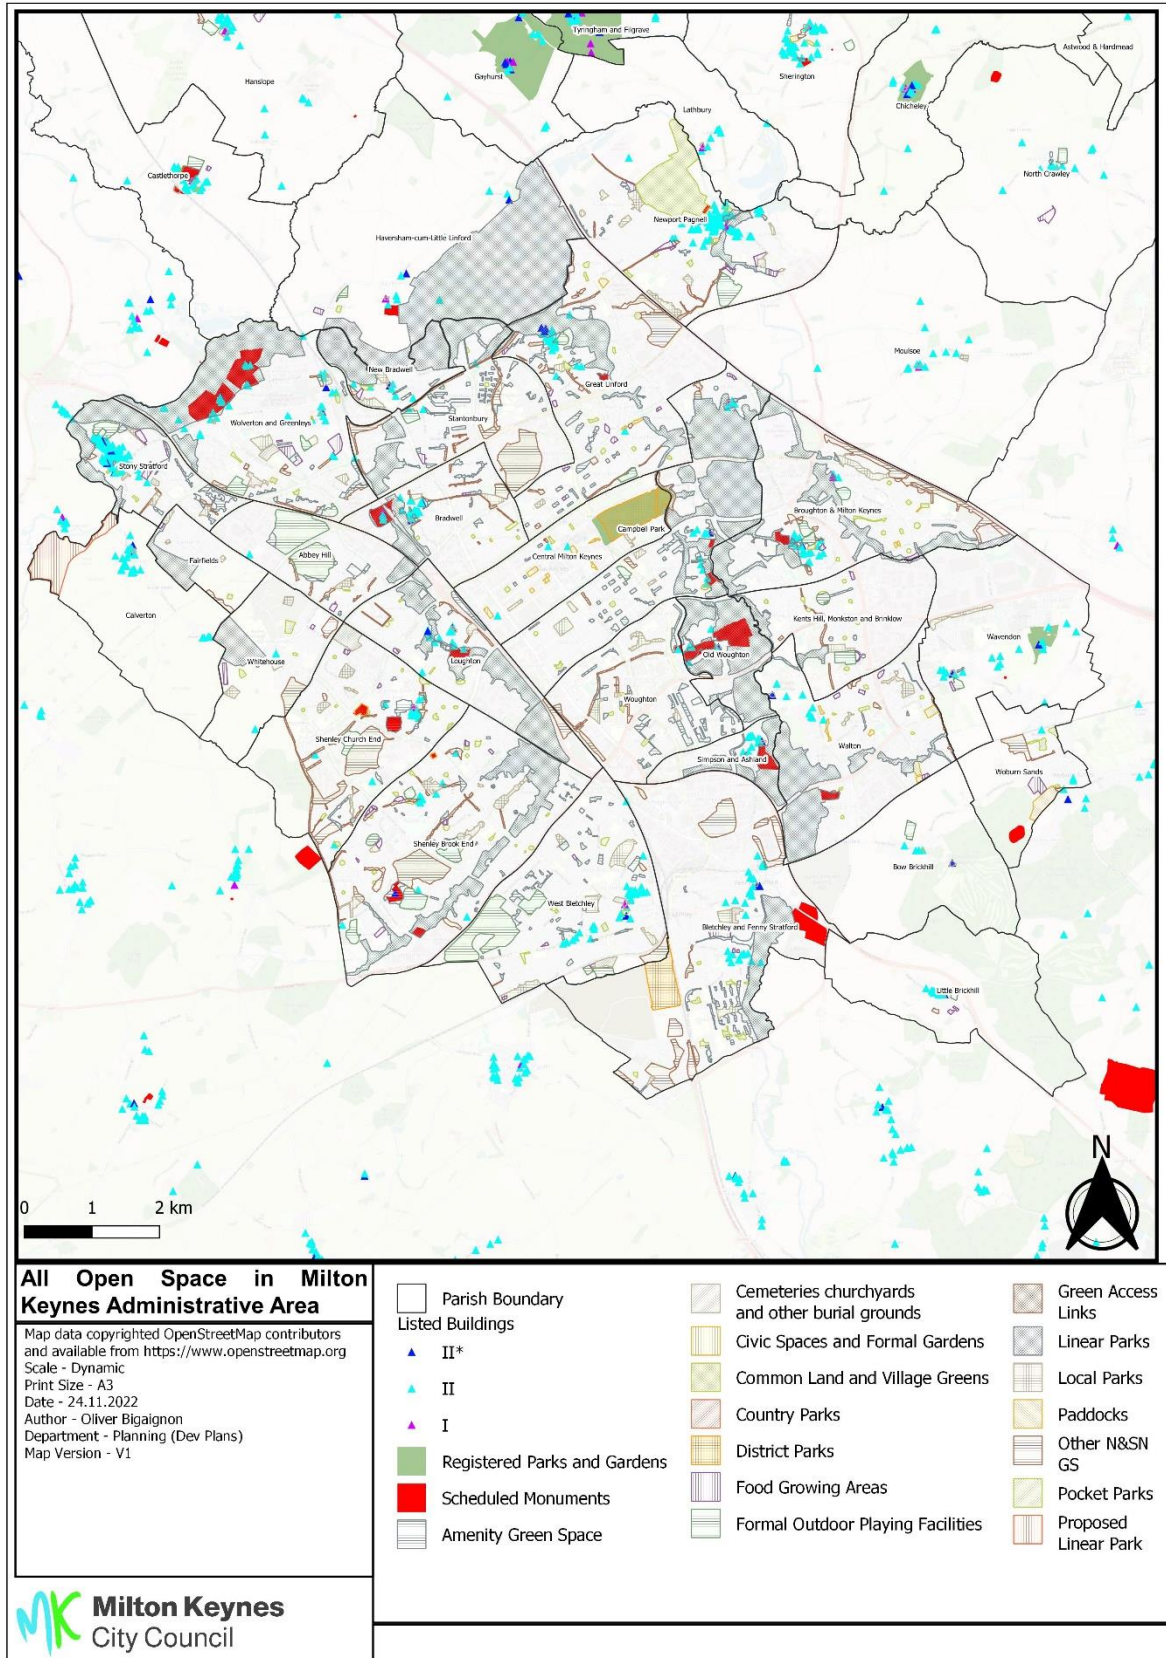 Tyringham and Filgrave
Astwood & Hardmead
Gayhurst
Sherington
Hanslope
Chicheley
Lathbury
Castlethorpe
North Crawley
Newport Pagnell
Haversham-cum-Little Linford
Moulsoe
New Bradwell
Great Linford
Stantonbury
Wolverton and Greenleys
Stony Stratford
Broughton & Milton Keynes
Bradwell
Campbell Park
Abbey Hill
Central Milton Keynes
Fairfields
Calverton
Kents Hill, Monkston and Brinklow
Wavendon
Old Woughton
Whitehouse
Loughton
Woughton
Shenley Church End
Walton
Simpson and Ashland
Woburn Sands
Shenley Brook End
Bow Brickhill
West Bletchley
Bletchley and Fenny Stratford
Little Brickhill
N
0 1 2 km
All Open Space in Milton
Keynes Administrative Area
Map data copyrighted OpenStreetMap contributors
and available from https://www.openstreetmap.org
Scale - Dynamic
Print Size - A3
Date - 24.11.2022
Author - Oliver Bigaignon
Department - Planning (Dev Plans)
Map Version - V1
MK Milton Keynes
City Council
Parish Boundary
Listed Buildings
II*
II
I
Registered Parks and Gardens
Scheduled Monuments
Amenity Green Space
Cemeteries churchyards
and other burial grounds
Civic Spaces and Formal Gardens
Common Land and Village Greens
Country Parks
District Parks
Food Growing Areas
Formal Outdoor Playing Facilities
Green Access
Links
Linear Parks
Local Parks
Paddocks
Other N&SN
GS
Pocket Parks
Proposed
Linear Park